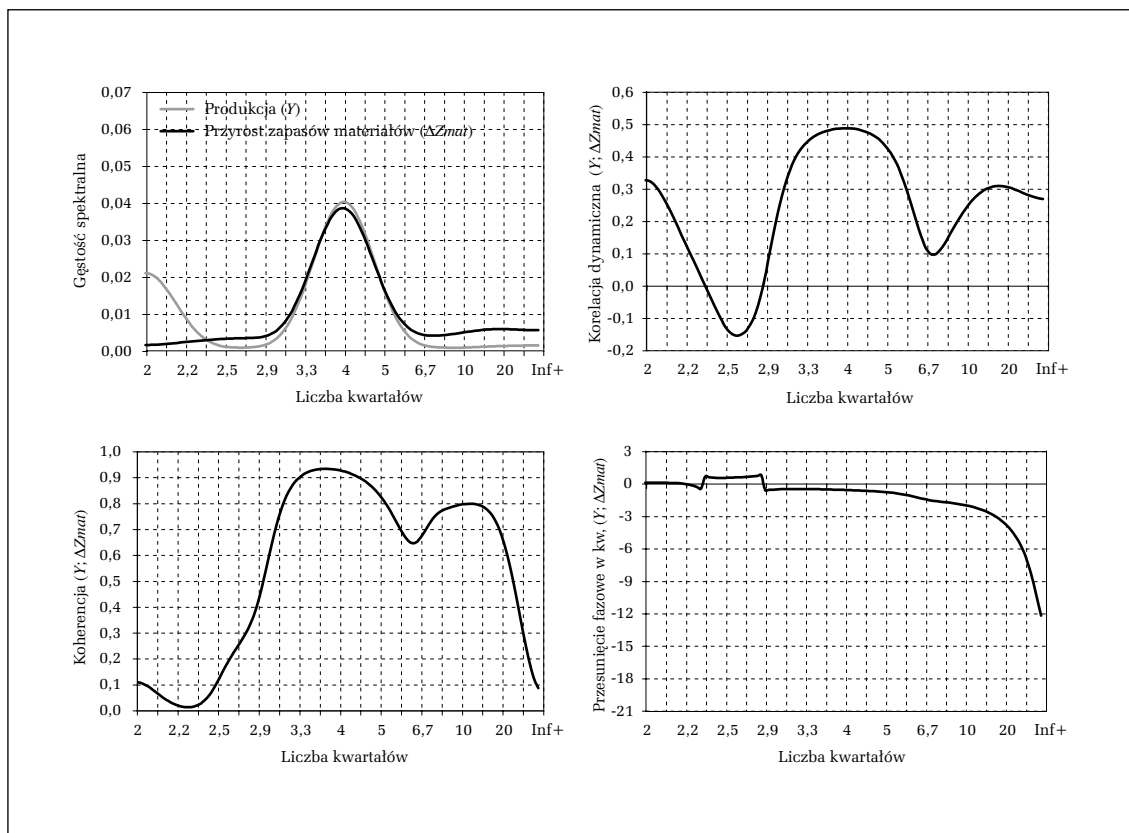 0,07
0,06
0,05
0,04
0,03
0,02
0,01
0,00
Gęstość spektralna
Produkcja (Y)
Przyrost zapasów materiałów (ΔZmat)
2 2,2 2,5 2,9 3,3 4 5 6,7 10 20 Inf+
Liczba kwartałów
0,6
0,5
0,4
0,3
0,2
0,1
0,0
-0,1
-0,2
Korelacja dynamiczna (Y; ΔZmat)
2 2,2 2,5 2,9 3,3 4 5 6,7 10 20 Inf+
Liczba kwartałów
1,0
0,9
0,8
0,7
0,6
0,5
0,4
0,3
0,2
0,1
0,0
Koherencja (Y; ΔZmat)
2 2,2 2,5 2,9 3,3 4 5 6,7 10 20 Inf+
Liczba kwartałów
3
0
-3
-6
-9
-12
-15
-18
-21
Przesunięcie fazowe w kw, (Y; ΔZmat)
2 2,2 2,5 2,9 3,3 4 5 6,7 10 20 Inf+
Liczba kwartałów